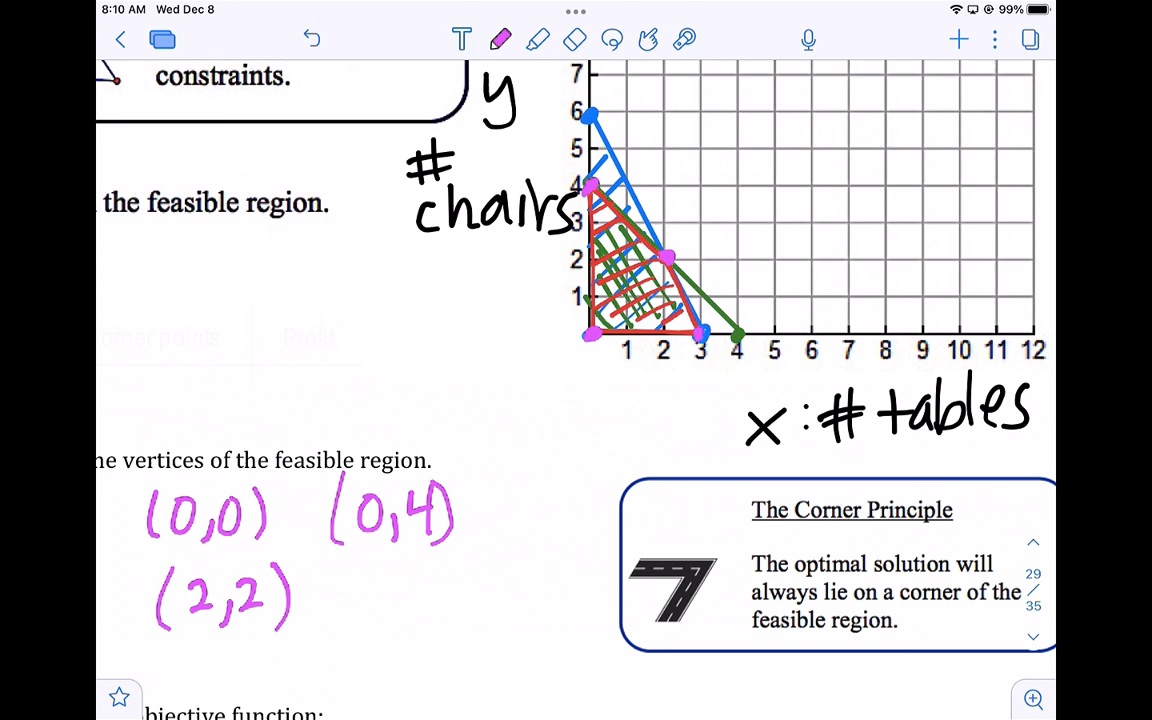 8:10 AM Wed Dec 8
99%
T
constraints.
y
#
chairs
the feasible region.
7
6
5
4
3
2
1
1 2 3 4 5 6 7 8 9 10 11 12
orner points Profit
x : # tables
ne vertices of the feasible region.
(0,0) (0,4)
(2,2)
The Corner Principle
The optimal solution will
always lie on a corner of the
feasible region.
29
/
35
bjective function: